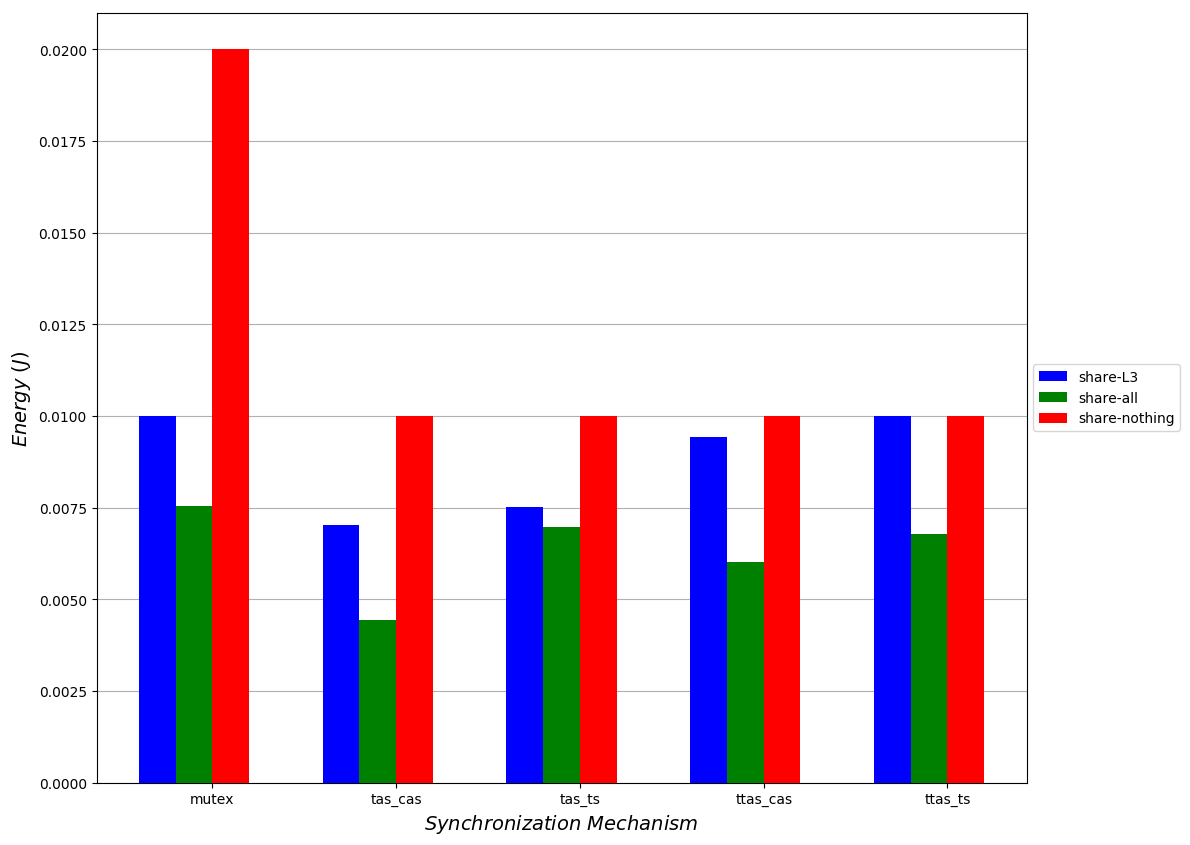 Energy (J)
0.0200
0.0175
0.0150
0.0125
0.0100
0.0075
0.0050
0.0025
0.0000
mutex tas_cas tas_ts ttas_cas ttas_ts
Synchronization Mechanism
share-L3
share-all
share-nothing